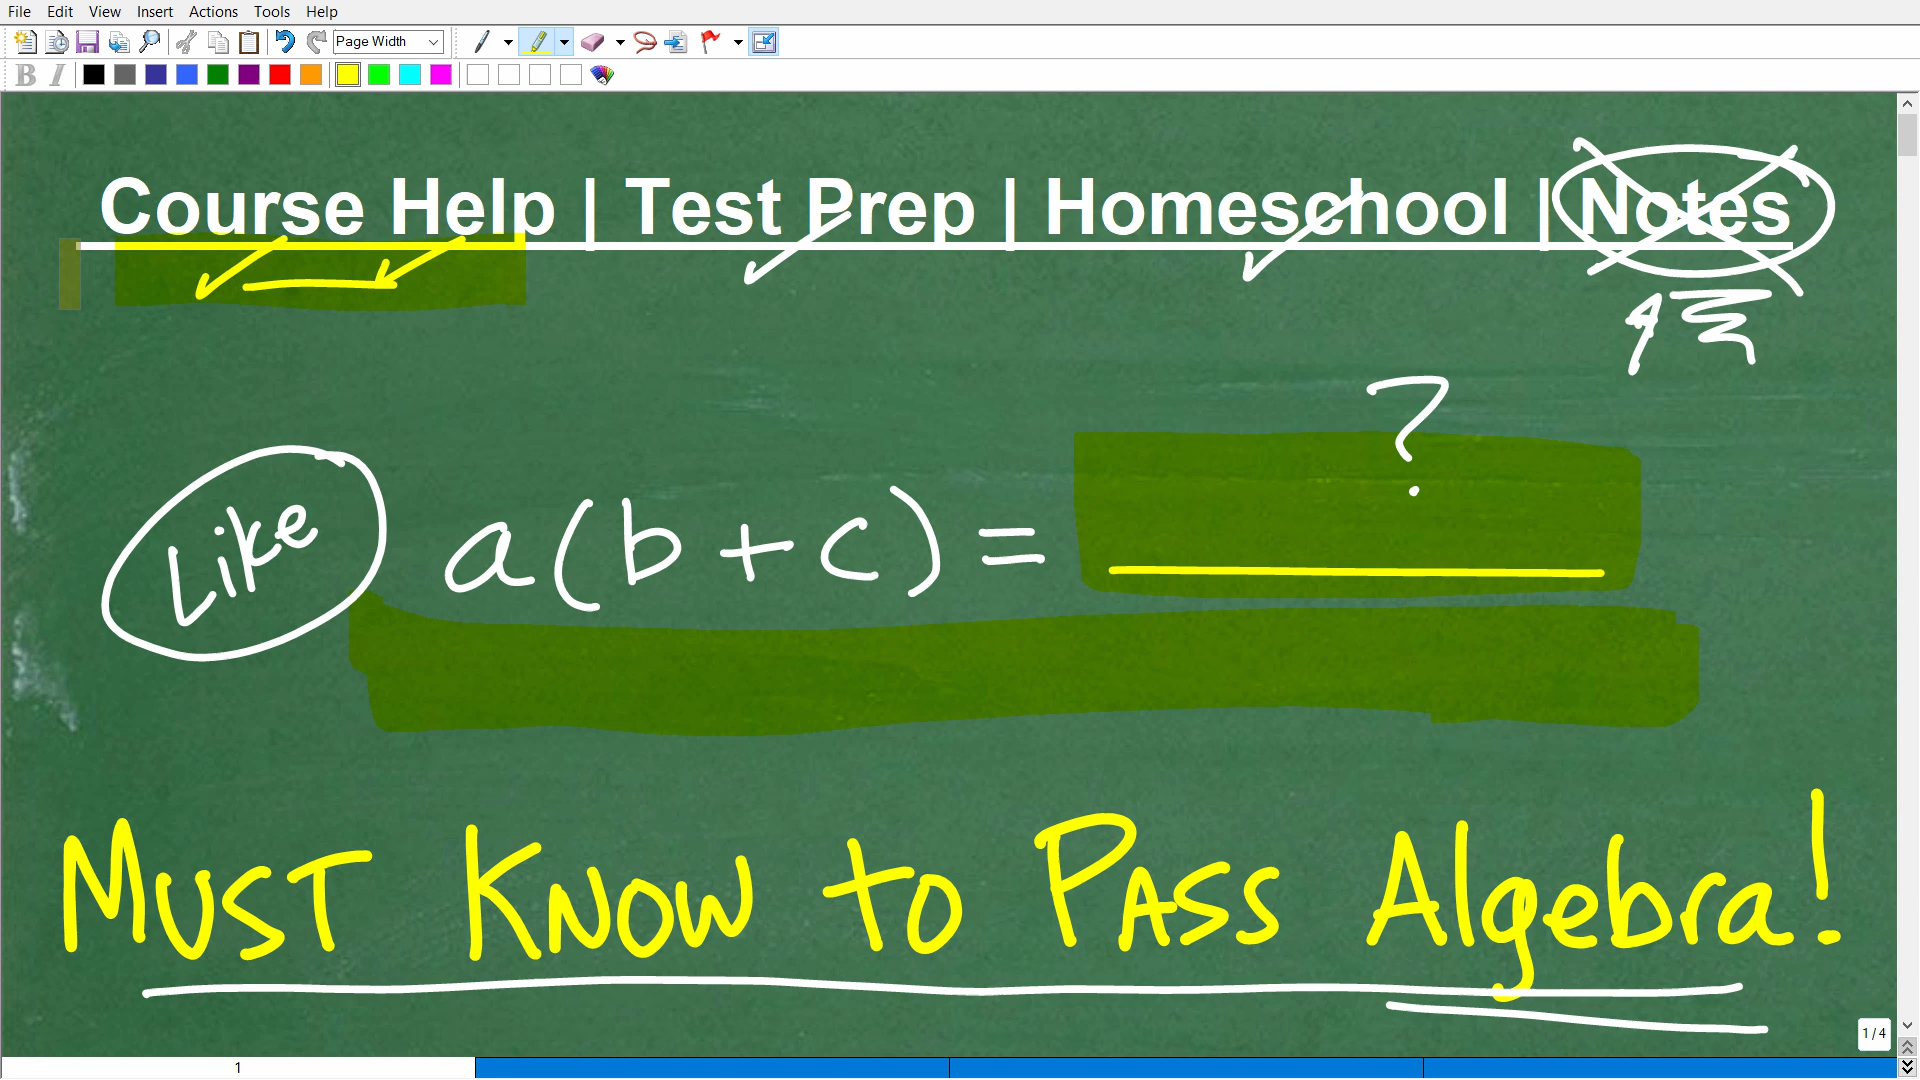 File Edit View Insert Actions Tools Help
Page Width
B I
Course Help | Test Prep | Homeschool | Notes
?
Like a(b+c)=
Must Know to Pass Algebra!
1 / 4
1